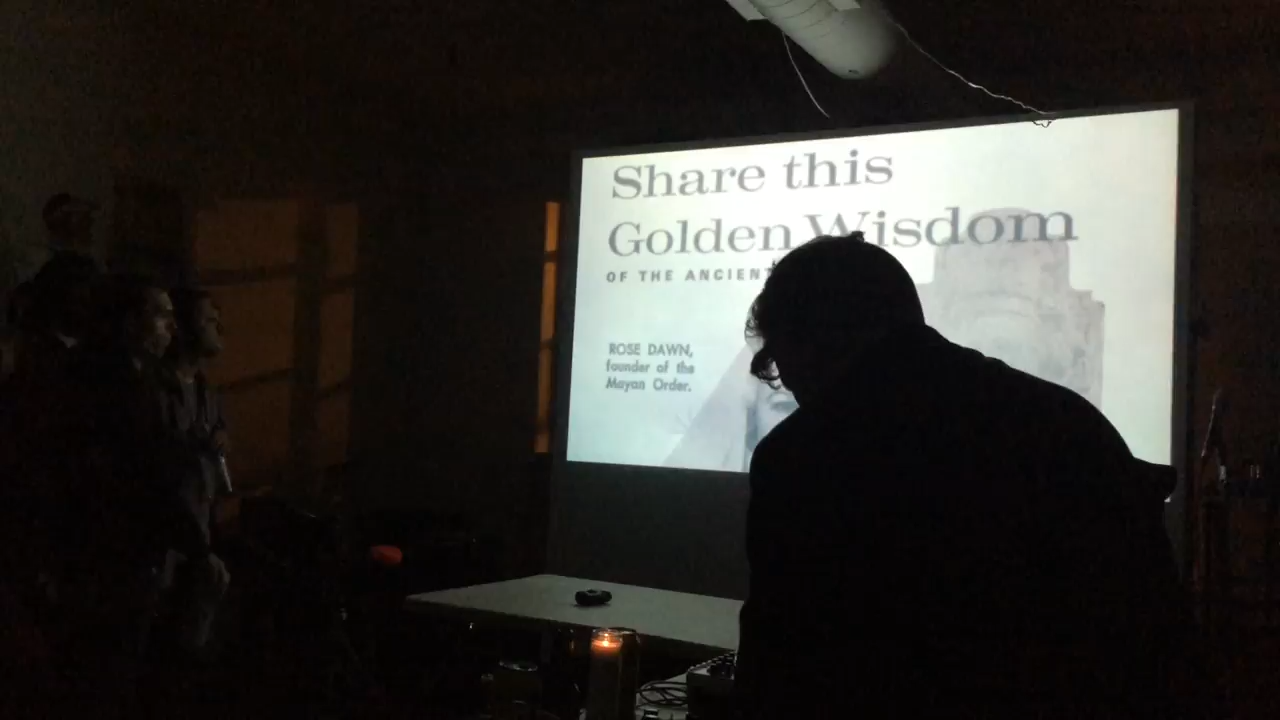 Share this
Golden Wisdom
OF THE ANCIENT
ROSE DAWN,
founder of the
Mayan Order.